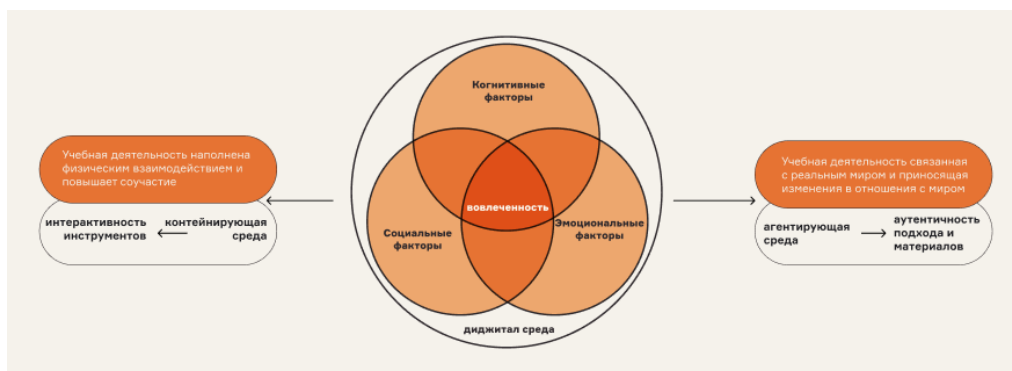 Учебная деятельность наполнена
физическим взаимодействием и
повышает соучастие
интерактивность
инструментов
контейнирующая
среда
Когнитивные
факторы
вовлеченность
Социальные
факторы
Эмоциональные
факторы
диджитал среда
Учебная деятельность связанная
с реальным миром и приносящая
изменения в отношения с миром
агентирующая
среда
аутентичность
подхода и
материалов